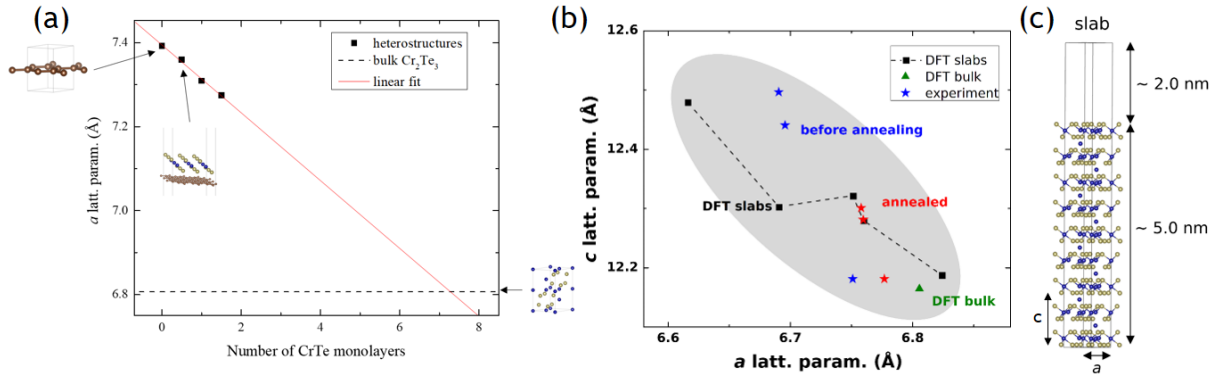 (a)
7.4
7.2
7.0
6.8
a latt. param. (Å)
heterostructures
bulk Cr2Te3
linear fit
0
2
4
6
8
Number of CrTe monolayers
(b)
12.6
12.4
12.2
c latt. param. (Å)
DFT slabs
DFT bulk
experiment
before annealing
DFT slabs
annealed
DFT bulk
6.6
6.7
6.8
a latt. param. (Å)
(c)
slab
~ 2.0 nm
~ 5.0 nm
c
a